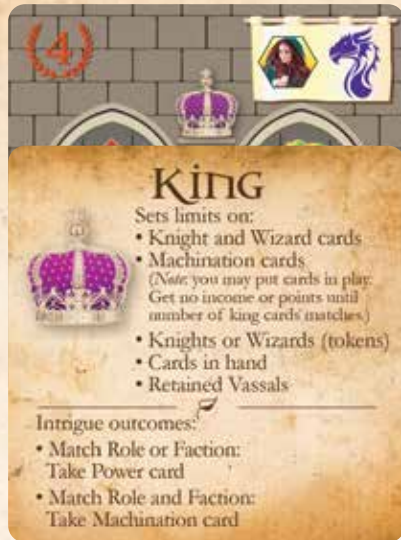 4
King
Sets limits on:
• Knight and Wizard cards
• Machination cards
(Note: you may put cards in play.
Get no income or points until
number of king cards matches.)
• Knights or Wizards (tokens)
• Cards in hand
• Retained Vassals
Intrigue outcomes:
• Match Role or Faction:
Take Power card
• Match Role and Faction:
Take Machination card